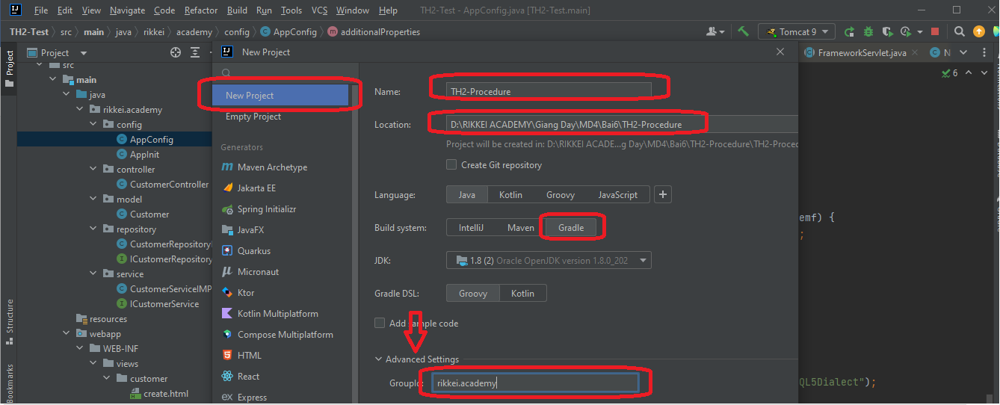 File Edit View Navigate Code Refactor Build Run Tools VCS Window Help TH2-Test - AppConfig.java [TH2-Test.main]
TH2-Test src main java rikkei academy config AppConfig additionalProperties Tomcat 9
Project
Project
FrameworkServlet.java N
6
src
main
java
rikkei.academy
config
AppConfig
AppInit
controller
CustomerController
model
Customer
repository
CustomerRepository
ICustomerRepository
service
CustomerServiceIMP
ICustomerService
resources
webapp
WEB-INF
views
customer
create.html
Structure
Bookmarks
New Project
New Project
Empty Project
Generators
Maven Archetype
Jakarta EE
Spring Initializr
JavaFX
Quarkus
Micronaut
Ktor
Kotlin Multiplatform
Compose Multiplatform
HTML
React
Express
Name: TH2-Procedure
Location: D:\RIKKEI ACADEMY\Giang Day\MD4\Bai6\TH2-Procedure
Project will be created in: D:\RIKKEI ACADE...g Day\MD4\Bai6\TH2-Procedure\TH2-Proced
Create Git repository
Language: Java Kotlin Groovy JavaScript +
Build system: IntelliJ Maven Gradle
JDK: 1.8 (2) Oracle OpenJDK version 1.8.0_202
Gradle DSL: Groovy Kotlin
Add sample code
Advanced Settings
GroupId: rikkei.academy
emf) {
;
QL5Dialect");